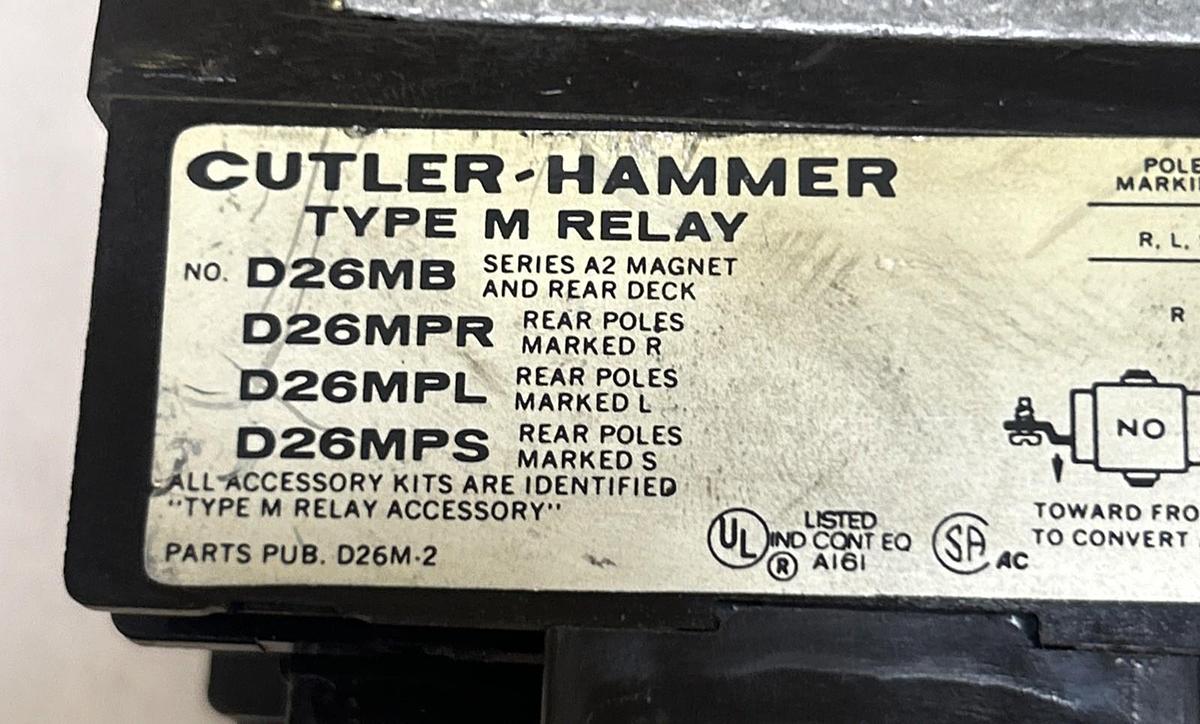 CUTLER-HAMMER
TYPE M RELAY
NO. D26MB SERIES A2 MAGNET
AND REAR DECK
D26MPR REAR POLES
MARKED R
D26MPL REAR POLES
MARKED L
D26MPS REAR POLES
MARKED S
ALL ACCESSORY KITS ARE IDENTIFIED
"TYPE M RELAY ACCESSORY"
PARTS PUB. D26M-2
UL ® LISTED
IND CONT EQ
A161
SA AC
R, L,
R
NO
TOWARD
TO CONVERT